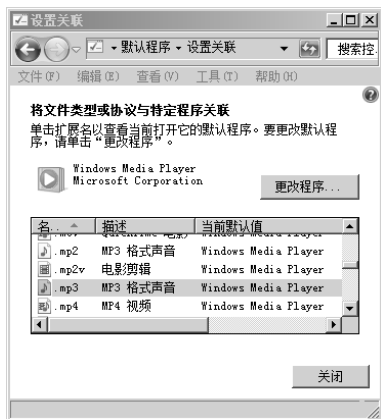 设置关联
默认程序 设置关联 搜索控
文件(F) 编辑(E) 查看(V) 工具(T) 帮助(H)
将文件类型或协议与特定程序关联
单击扩展名以查看当前打开它的默认程序。要更改默认程
序，请单击“更改程序”。
Windows Media Player
Microsoft Corporation
更改程序...
名.. 描述 当前默认值
.mp2 MP3 格式声音 Windows Media Player
.mp2v 电影剪辑 Windows Media Player
.mp3 MP3 格式声音 Windows Media Player
.mp4 MP4 视频 Windows Media Player
关闭